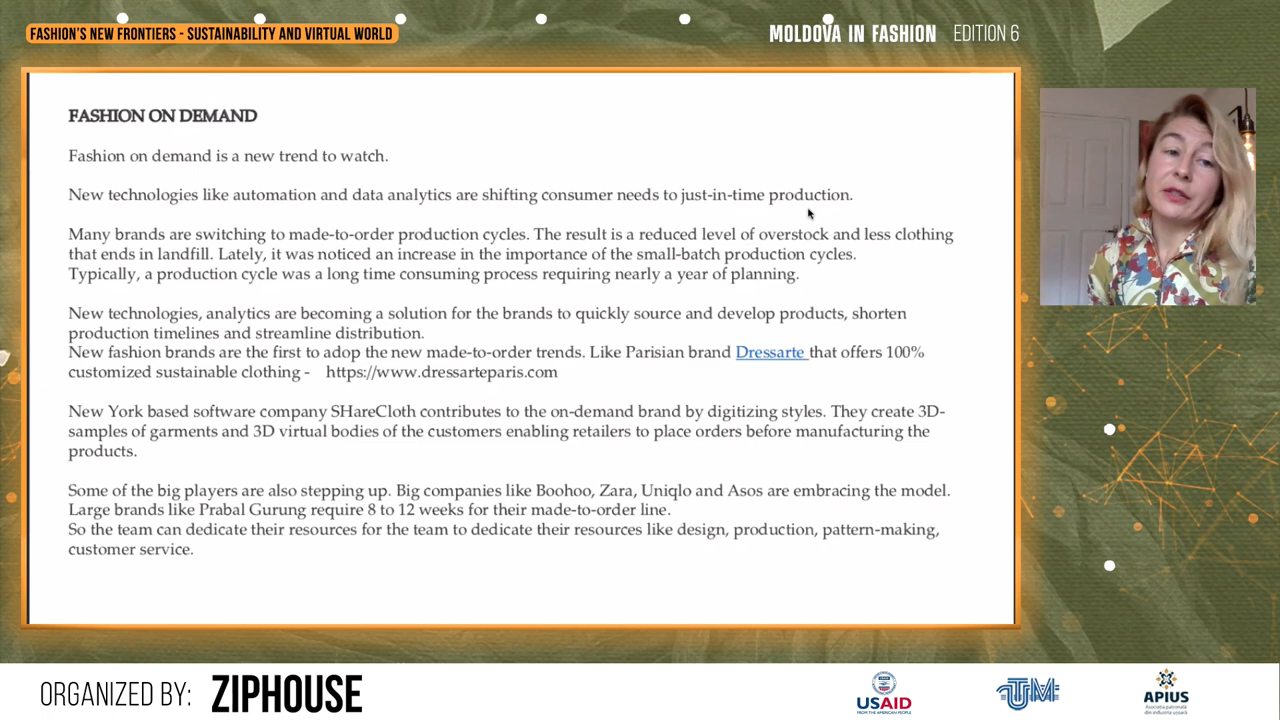 FASHION'S NEW FRONTIERS - SUSTAINABILITY AND VIRTUAL WORLD
MOLDOVA IN FASHION EDITION 6
FASHION ON DEMAND
Fashion on demand is a new trend to watch.
New technologies like automation and data analytics are shifting consumer needs to just-in-time production.
Many brands are switching to made-to-order production cycles. The result is a reduced level of overstock and less clothing
that ends in landfill. Lately, it was noticed an increase in the importance of the small-batch production cycles.
Typically, a production cycle was a long time consuming process requiring nearly a year of planning.
New technologies, analytics are becoming a solution for the brands to quickly source and develop products, shorten
production timelines and streamline distribution.
New fashion brands are the first to adop the new made-to-order trends. Like Parisian brand Dressarte that offers 100%
customized sustainable clothing - https://www.dressarteparis.com
New York based software company SHareCloth contributes to the on-demand brand by digitizing styles. They create 3D-
samples of garments and 3D virtual bodies of the customers enabling retailers to place orders before manufacturing the
products.
Some of the big players are also stepping up. Big companies like Boohoo, Zara, Uniqlo and Asos are embracing the model.
Large brands like Prabal Gurung require 8 to 12 weeks for their made-to-order line.
So the team can dedicate their resources for the team to dedicate their resources like design, production, pattern-making,
customer service.
ORGANIZED BY: ZIPHOUSE
USAID
FROM THE AMERICAN PEOPLE
UTM
APIUS
Asociația patronală
din industria ușoară